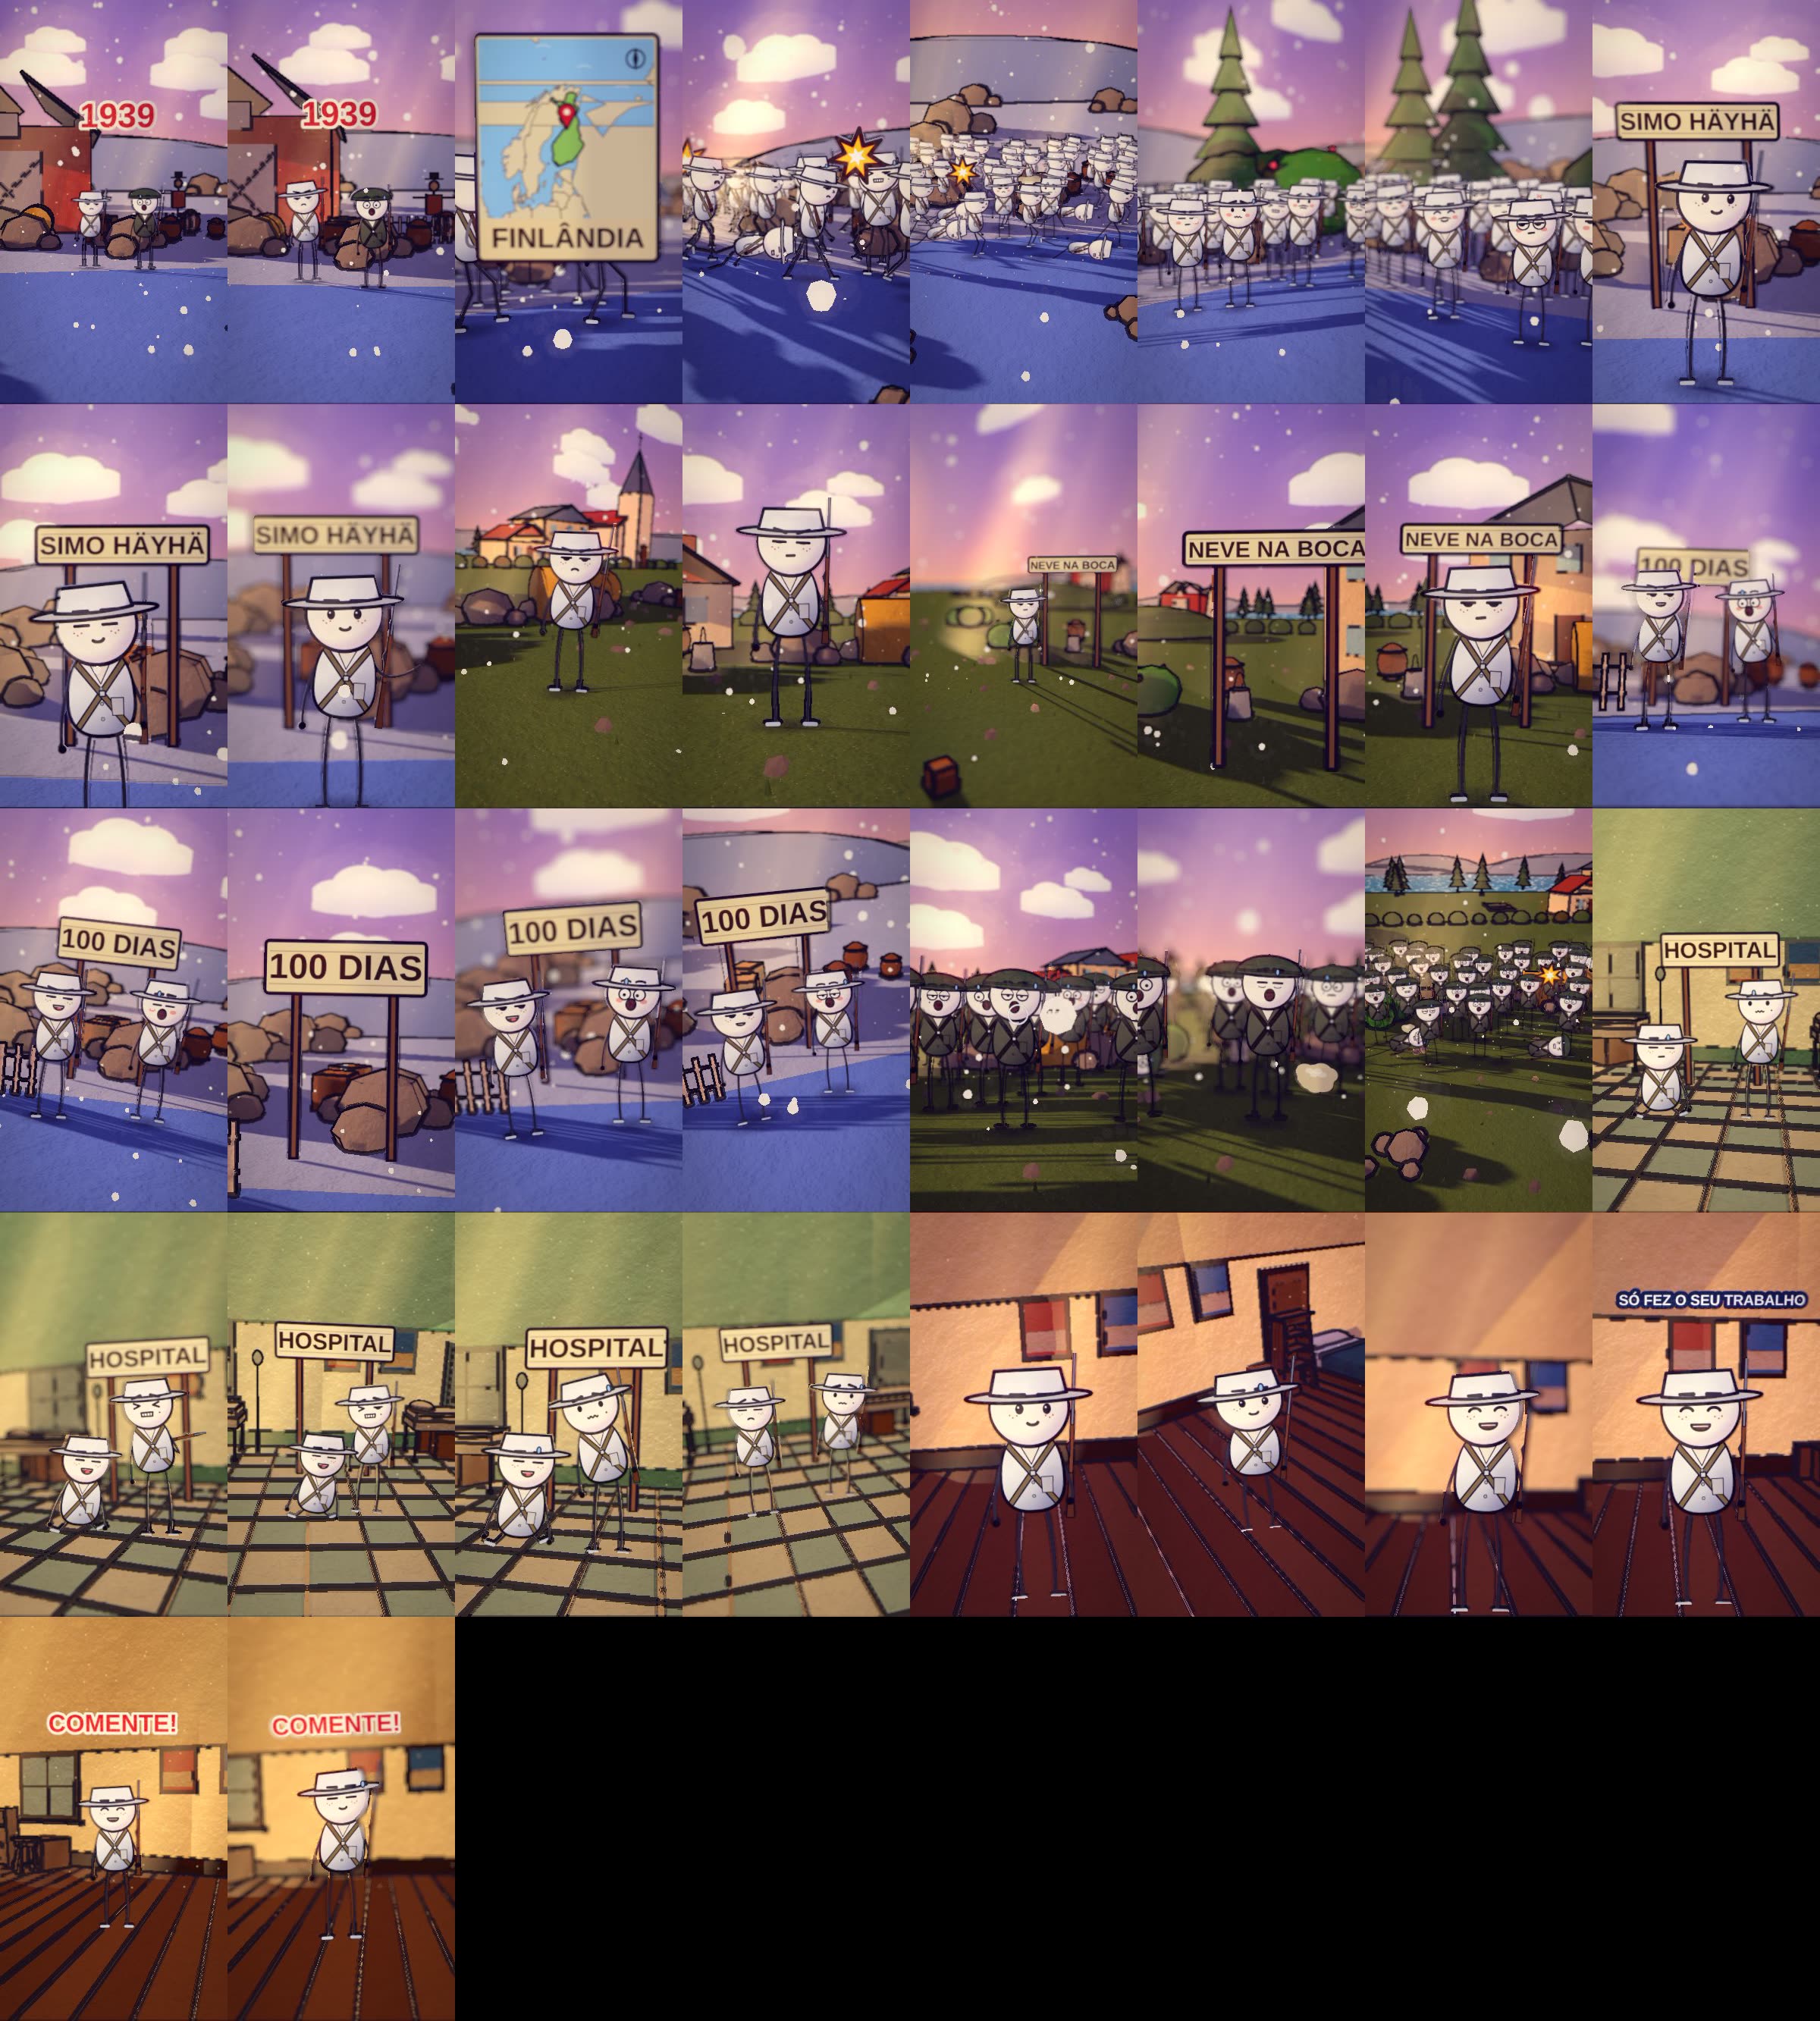 1939
1939
FINLÂNDIA
SIMO HÄYHÄ
SIMO HÄYHÄ
SIMO HÄYHÄ
NEVE NA BOCA
NEVE NA BOCA
NEVE NA BOCA
100 DIAS
100 DIAS
100 DIAS
100 DIAS
100 DIAS
HOSPITAL
HOSPITAL
HOSPITAL
HOSPITAL
HOSPITAL
SÓ FEZ O SEU TRABALHO
COMENTE!
COMENTE!